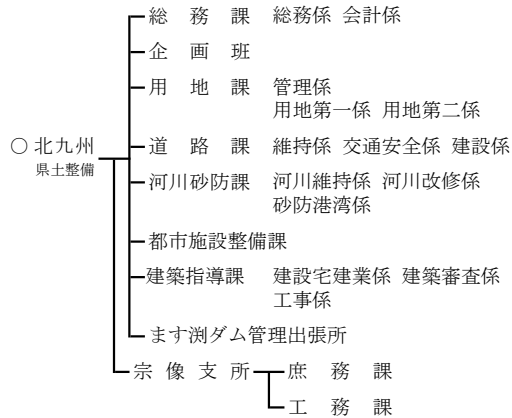 総務課 総務係 会計係
企画班
用地課 管理係
用地第一係 用地第二係
○北九州 道路課 維持係 交通安全係 建設係
県土整備
河川砂防課 河川維持係 河川改修係
砂防港湾係
都市施設整備課
建築指導課 建設宅建業係 建築審査係
工事係
ます渕ダム管理出張所
宗像支所 庶務課
工務課